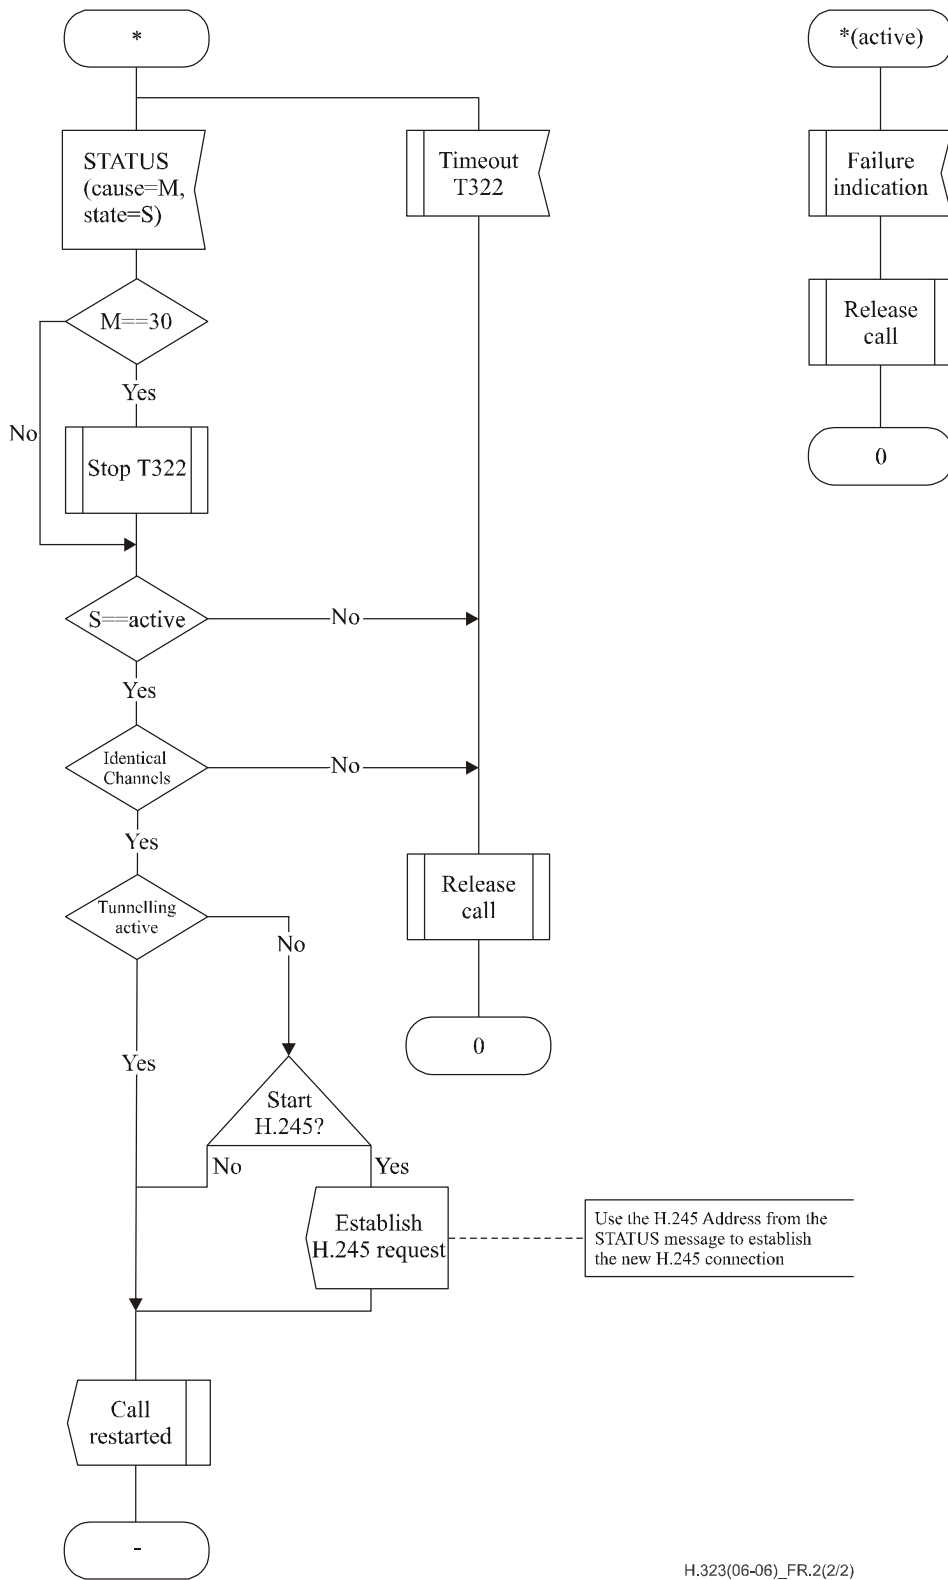 *
*(active)
STATUS
(cause=M,
state=S)
Timeout
T322
Failure
indication
M==30
Release
call
Yes
No
Stop T322
0
S==active
No
Yes
Identical
Channels
No
Yes
Release
call
Tunnelling
active
No
0
Yes
Start
H.245?
No
Yes
Establish
H.245 request
Use the H.245 Address from the
STATUS message to establish
the new H.245 connection
Call
restarted
-
H.323(06-06)_FR.2(2/2)